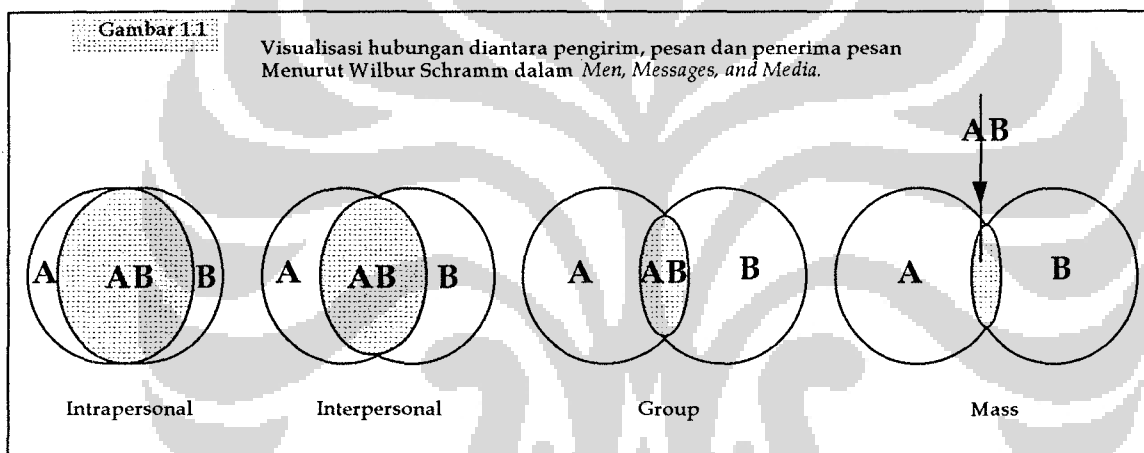 Gambar 1.1
Visualisasi hubungan diantara pengirim, pesan dan penerima pesan
Menurut Wilbur Schramm dalam Men, Messages, and Media.
AB
A AB B
A AB B
A AB B
A B
Intrapersonal Interpersonal Group Mass